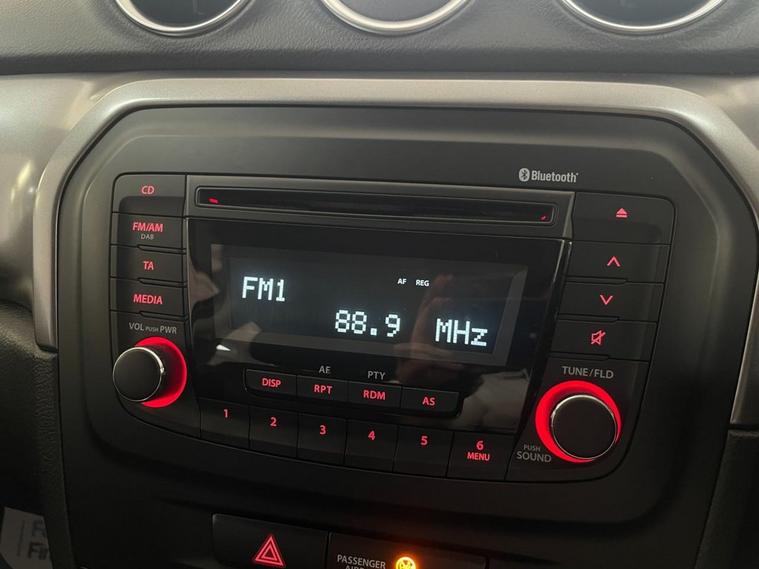 Bluetooth
CD
FM/AM
DAB
TA
MEDIA
VOL PUSH PWR
AF REG
FM1
88.9 MHz
AF PTY
DISP RPT RDM AS
1 2 3 4 5 6
MENU
TUNE/FLD
PUSH
SOUND
PASSENGER